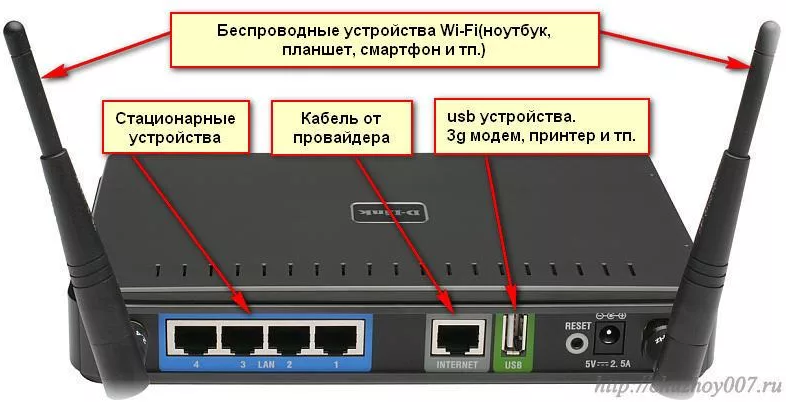 Беспроводные устройства Wi-Fi(ноутбук,
планшет, смартфон и тп.)
Стационарные
устройства
Кабель от
провайдера
usb устройства.
3g модем, принтер и тп.
D-Link
4 3 LAN 2 1
INTERNET
USB
RESET
5V 2.5A